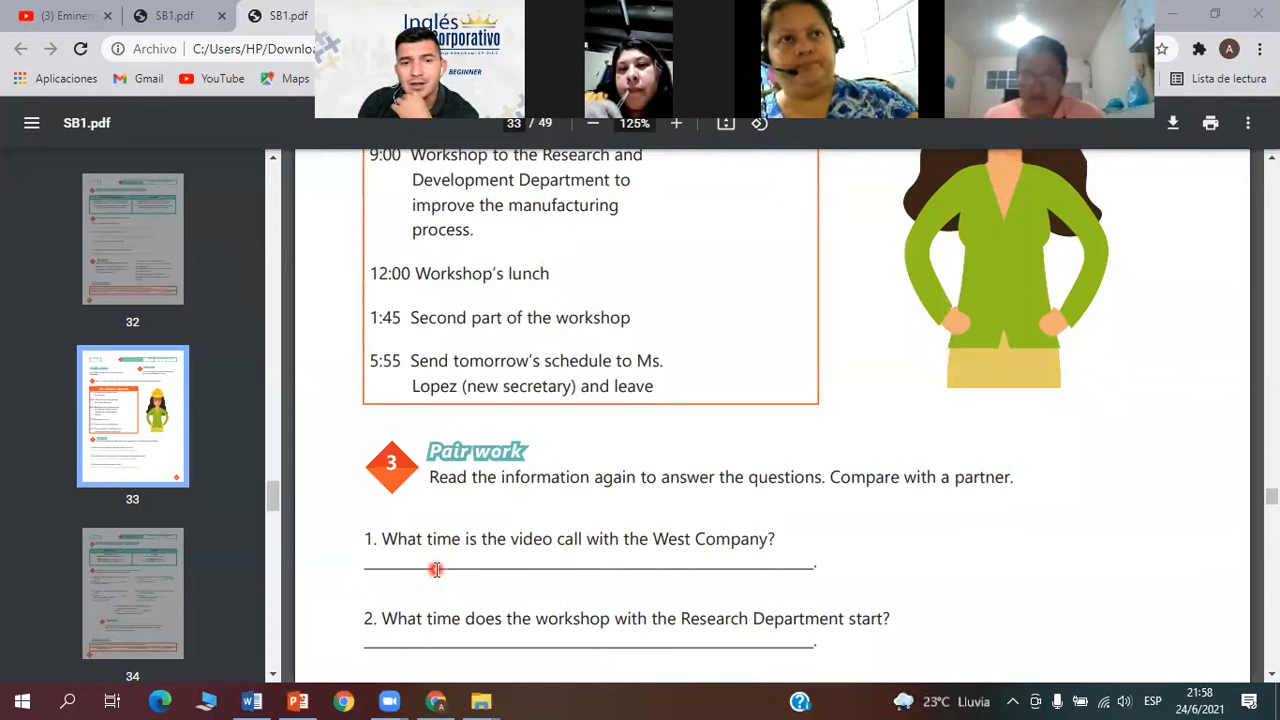 (3) Eminer
SB1.pdf
SB1.pdf
Archivo
C:/Users/HP/Downlo
Aplicaciones
Gmail
YouTube
Maps
Lista de lectura
A
Inglés
Corporativo
BEGINNER
SB1.pdf
33 / 49
125%
32
33
34
9:00 Workshop to the Research and
Development Department to
improve the manufacturing
process.
12:00 Workshop's lunch
1:45 Second part of the workshop
5:55 Send tomorrow's schedule to Ms.
Lopez (new secretary) and leave
3
Pair work
Read the information again to answer the questions. Compare with a partner.
1. What time is the video call with the West Company?
2. What time does the workshop with the Research Department start?
23°C Lluvia
ESP
21:58
24/6/2021